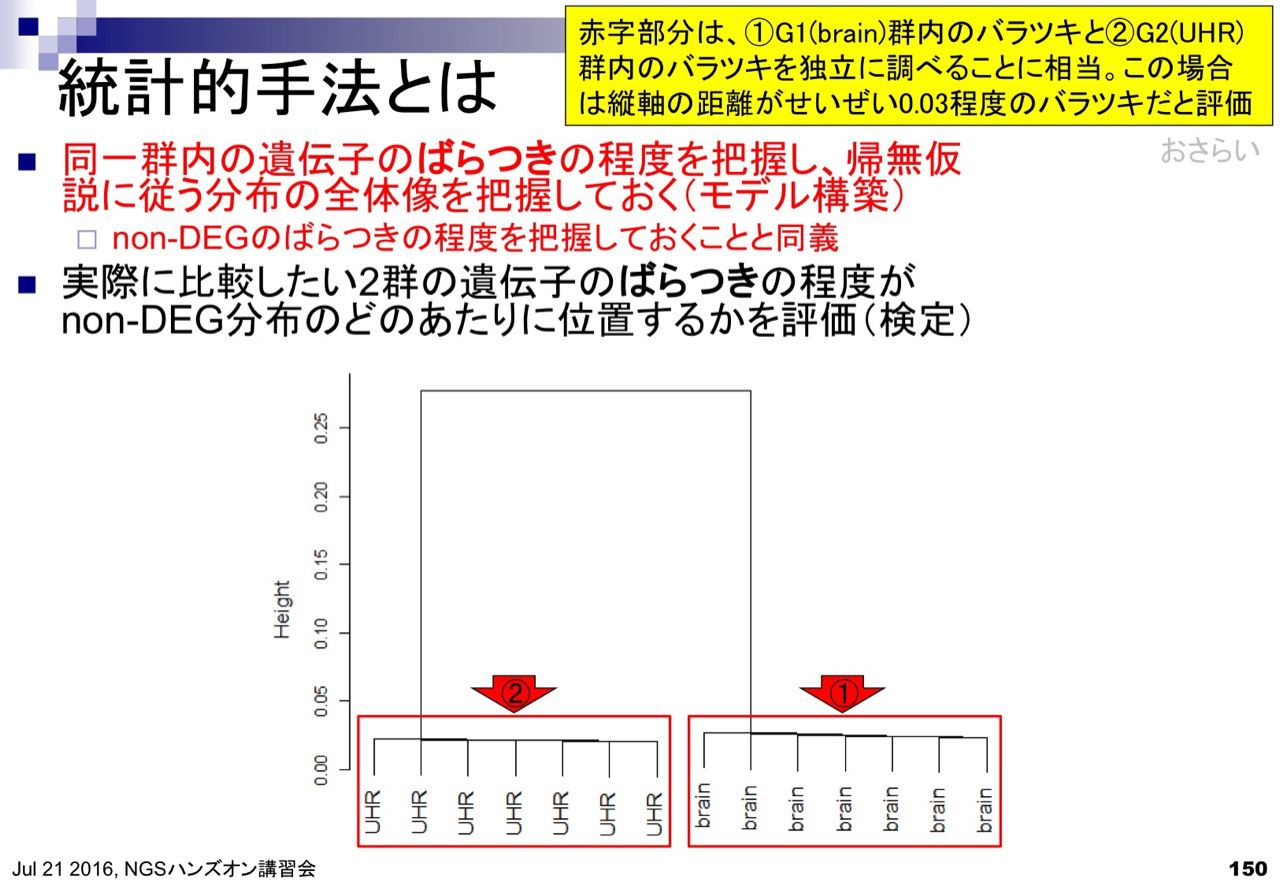 統計的手法とは
赤字部分は、①G1(brain)群内のバラツキと②G2(UHR)
群内のバラツキを独立に調べることに相当。この場合
は縦軸の距離がせいぜい0.03程度のバラツキだと評価
おさらい
同一群内の遺伝子のばらつきの程度を把握し、帰無仮
説に従う分布の全体像を把握しておく(モデル構築)
non-DEGのばらつきの程度を把握しておくことと同義
実際に比較したい2群の遺伝子のばらつきの程度が
non-DEG分布のどのあたりに位置するかを評価(検定)
Height
0.25
0.20
0.15
0.10
0.05
0.00
②
①
UHR
UHR
UHR
UHR
UHR
UHR
UHR
brain
brain
brain
brain
brain
brain
brain
Jul 21 2016, NGSハンズオン講習会
150